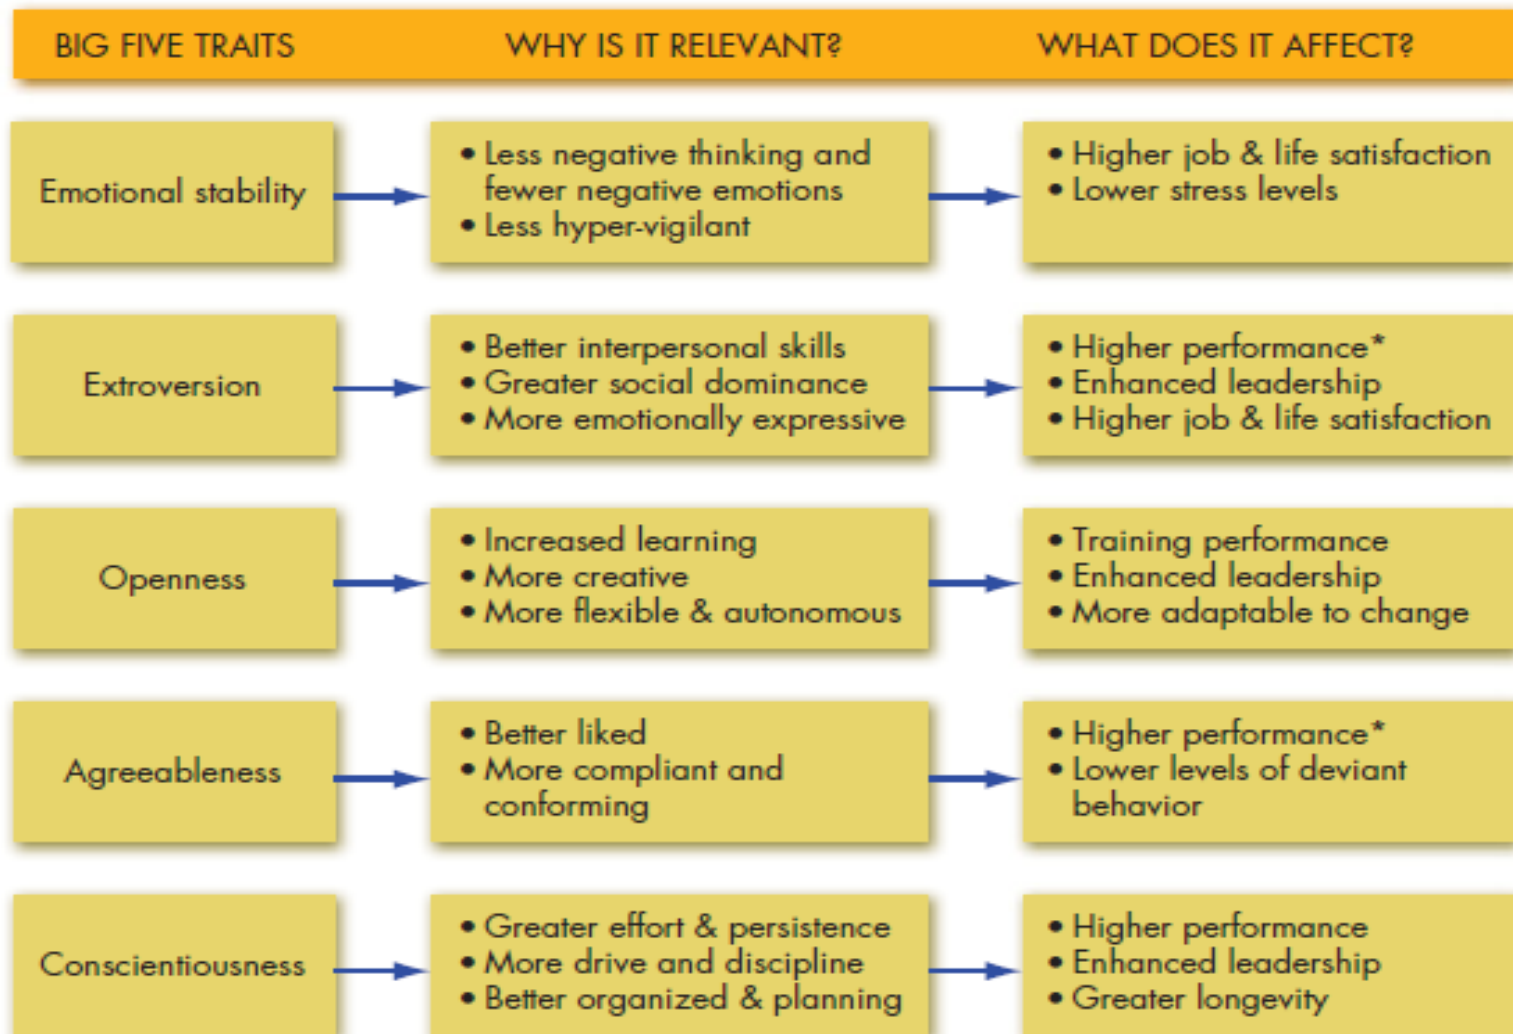 BIG FIVE TRAITS
WHY IS IT RELEVANT?
WHAT DOES IT AFFECT?
Emotional stability
• Less negative thinking and
fewer negative emotions
• Less hyper-vigilant
• Higher job & life satisfaction
• Lower stress levels
Extroversion
• Better interpersonal skills
• Greater social dominance
• More emotionally expressive
• Higher performance*
• Enhanced leadership
• Higher job & life satisfaction
Openness
• Increased learning
• More creative
• More flexible & autonomous
• Training performance
• Enhanced leadership
• More adaptable to change
Agreeableness
• Better liked
• More compliant and
conforming
• Higher performance*
• Lower levels of deviant
behavior
Conscientiousness
• Greater effort & persistence
• More drive and discipline
• Better organized & planning
• Higher performance
• Enhanced leadership
• Greater longevity